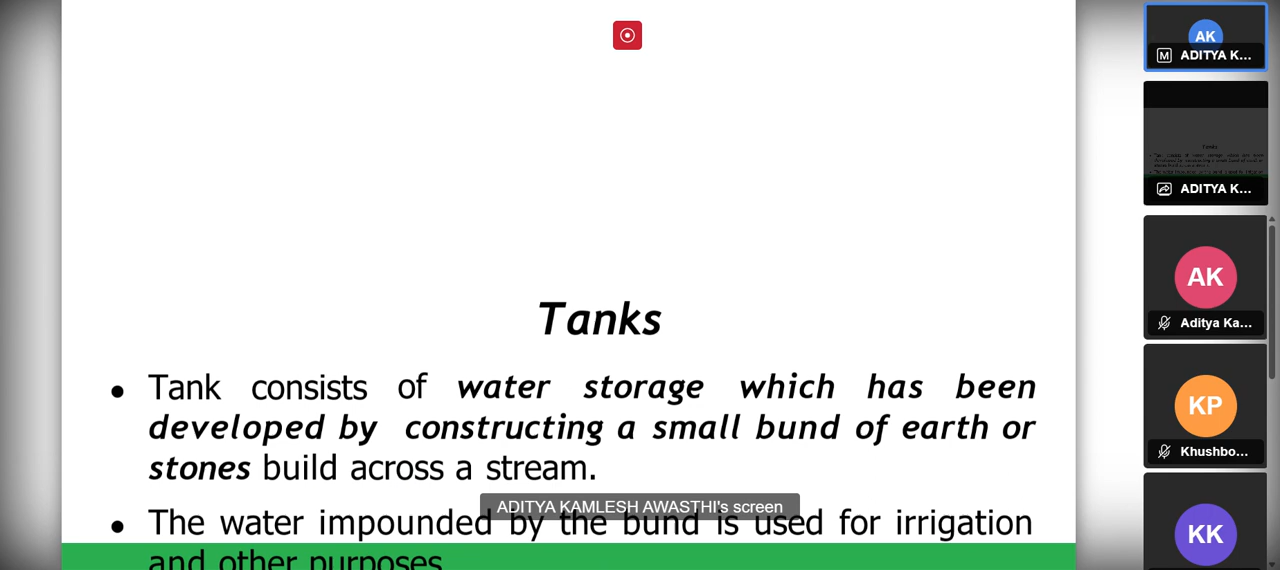 Tanks
• Tank consists of water storage which has been
developed by constructing a small bund of earth or
stones build across a stream.
• The water impounded by the bund is used for irrigation
and other purposes
ADITYA KAMLESH AWASTHI's screen
AK
M ADITYA K...
Tanks
ADITYA K...
AK
Aditya Ka...
KP
Khushbo...
KK